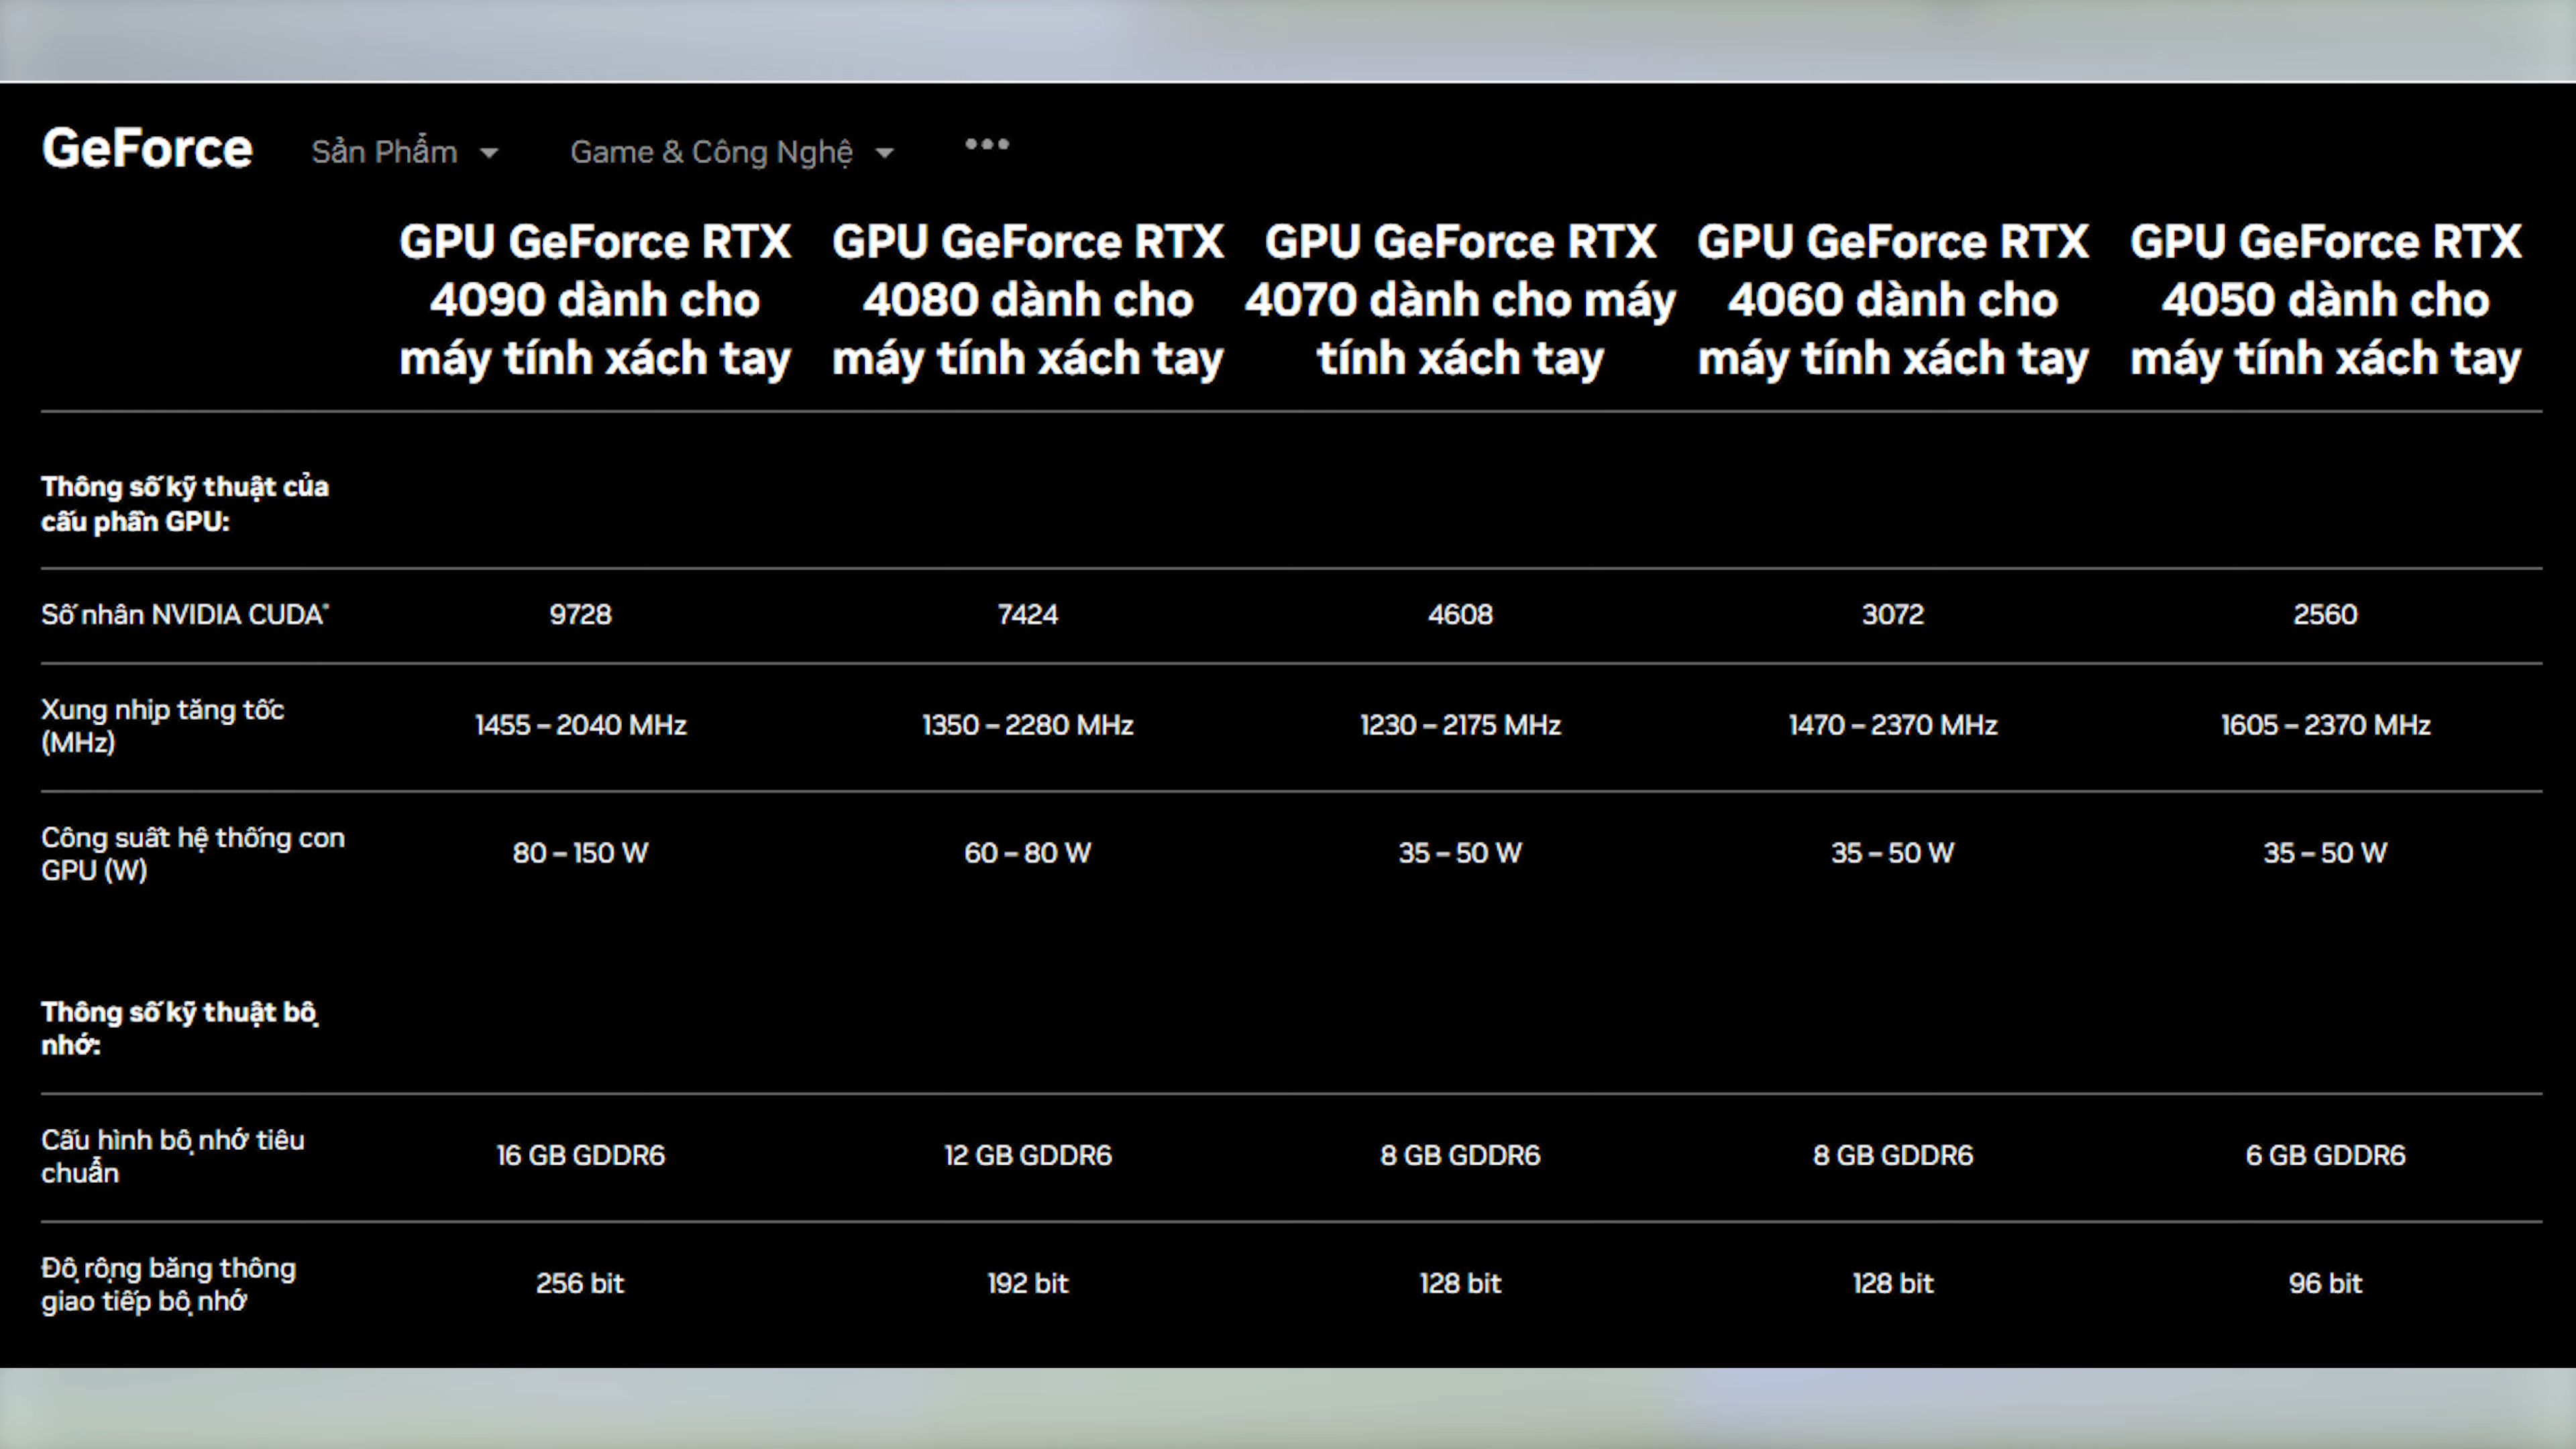 GeForce Sản Phẩm Game & Công Nghệ •••
GPU GeForce RTX 4090 dành cho máy tính xách tay
GPU GeForce RTX 4080 dành cho máy tính xách tay
GPU GeForce RTX 4070 dành cho máy tính xách tay
GPU GeForce RTX 4060 dành cho máy tính xách tay
GPU GeForce RTX 4050 dành cho máy tính xách tay
Thông số kỹ thuật của
cấu phần GPU:
Số nhân NVIDIA CUDA® 9728 7424 4608 3072 2560
Xung nhịp tăng tốc
(MHz)
1455 – 2040 MHz 1350 – 2280 MHz 1230 – 2175 MHz 1470 – 2370 MHz 1605 – 2370 MHz
Công suất hệ thống con
GPU (W)
80 – 150 W 60 – 80 W 35 – 50 W 35 – 50 W 35 – 50 W
Thông số kỹ thuật bộ
nhớ:
Cấu hình bộ nhớ tiêu
chuẩn
16 GB GDDR6 12 GB GDDR6 8 GB GDDR6 8 GB GDDR6 6 GB GDDR6
Độ rộng băng thông
giao tiếp bộ nhớ
256 bit 192 bit 128 bit 128 bit 96 bit